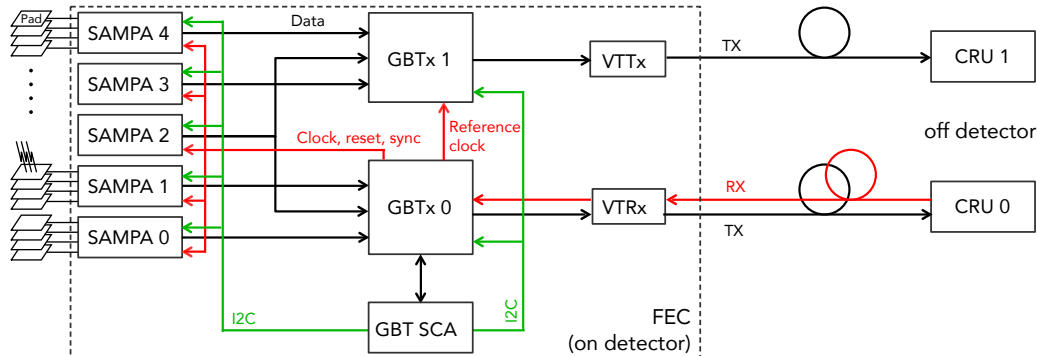 Pad
SAMPA 4
Data
GBTx 1
VTTx
TX
CRU 1
SAMPA 3
SAMPA 2
Clock, reset, sync
Reference
clock
off detector
SAMPA 1
GBTx 0
VTRx
RX
TX
CRU 0
SAMPA 0
I2C
GBT SCA
I2C
FEC
(on detector)